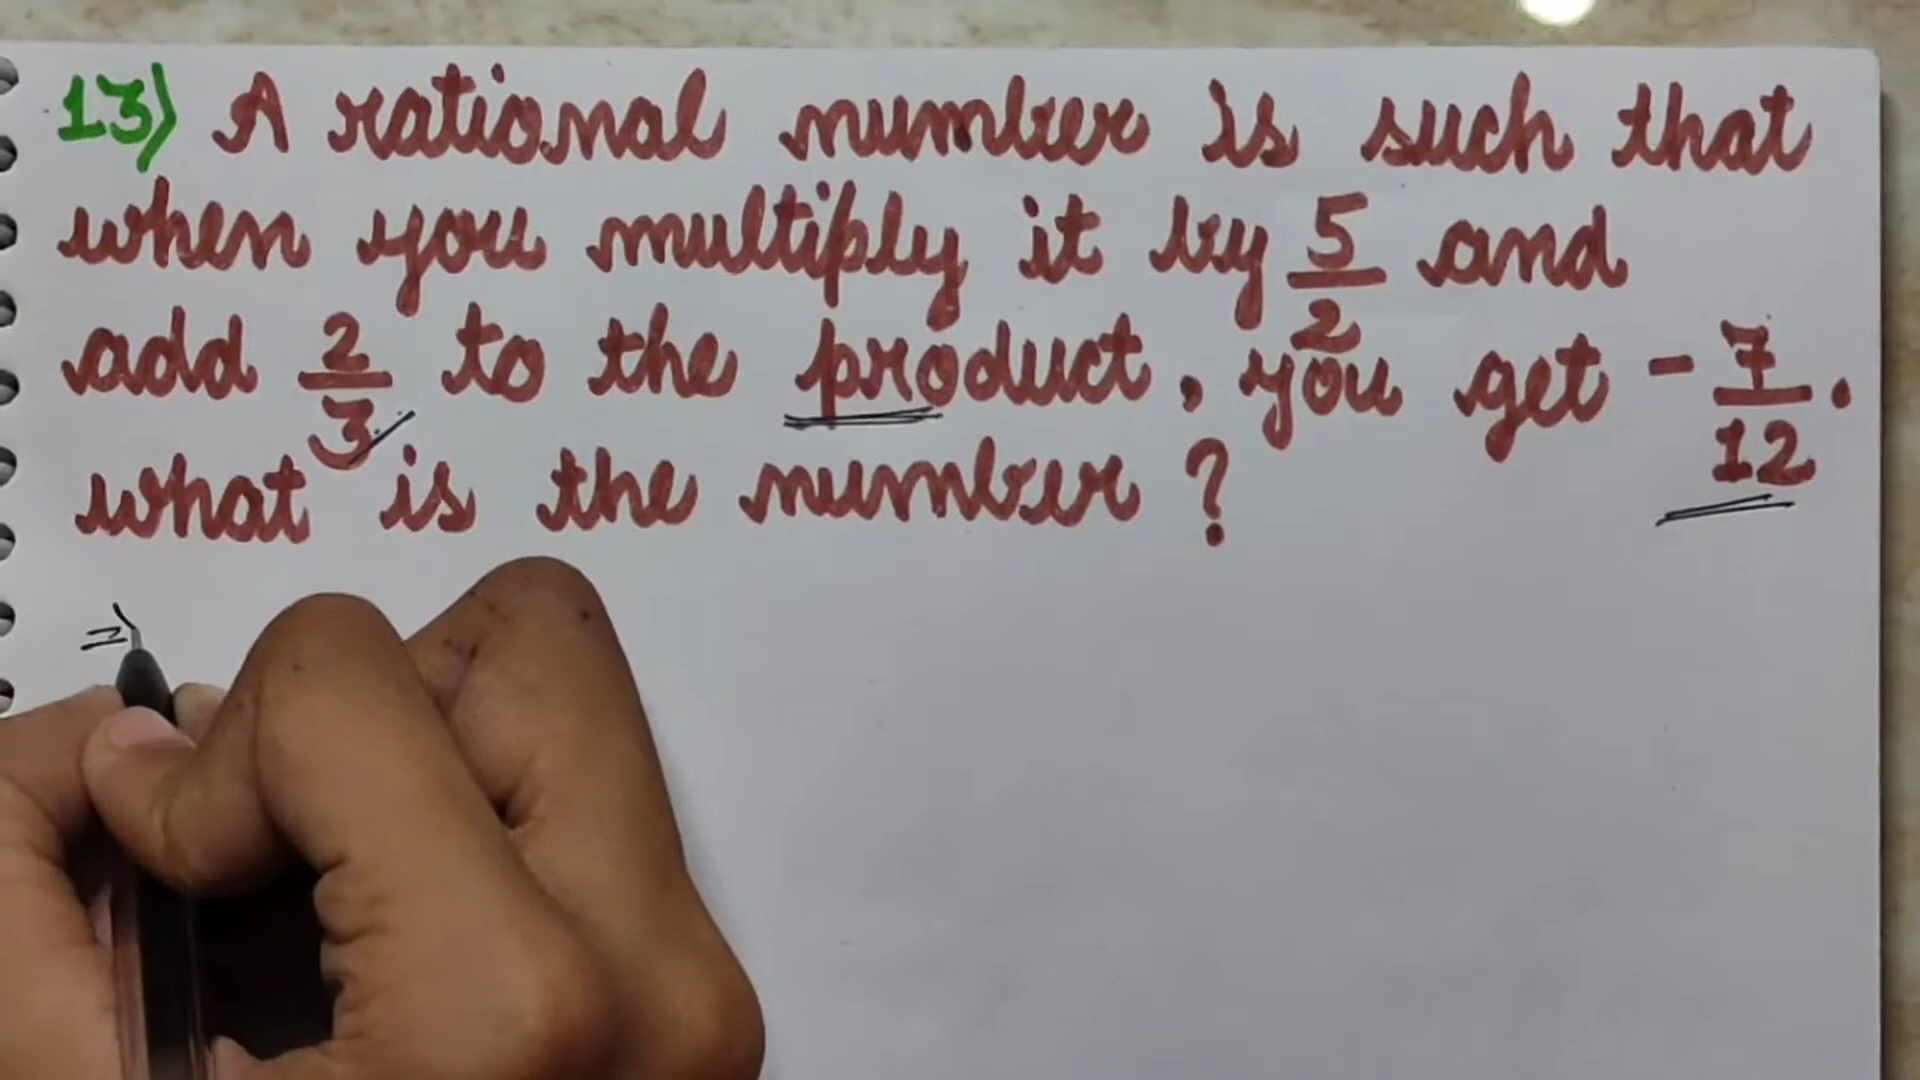 13) A rational number is such that
when you multiply it by 5/2 and
add 2/3 to the product, you get - 7/12.
what is the number ?
⇒